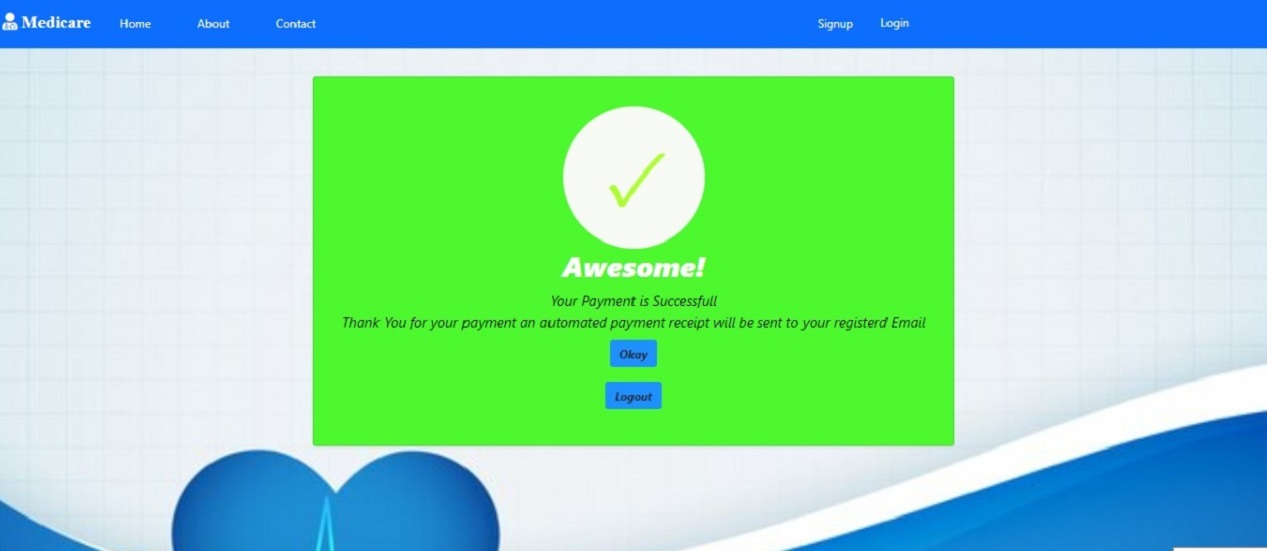 Medicare Home About Contact Signup Login
Awesome!
Your Payment is Successfull
Thank You for your payment an automated payment receipt will be sent to your registerd Email
Okay
Logout